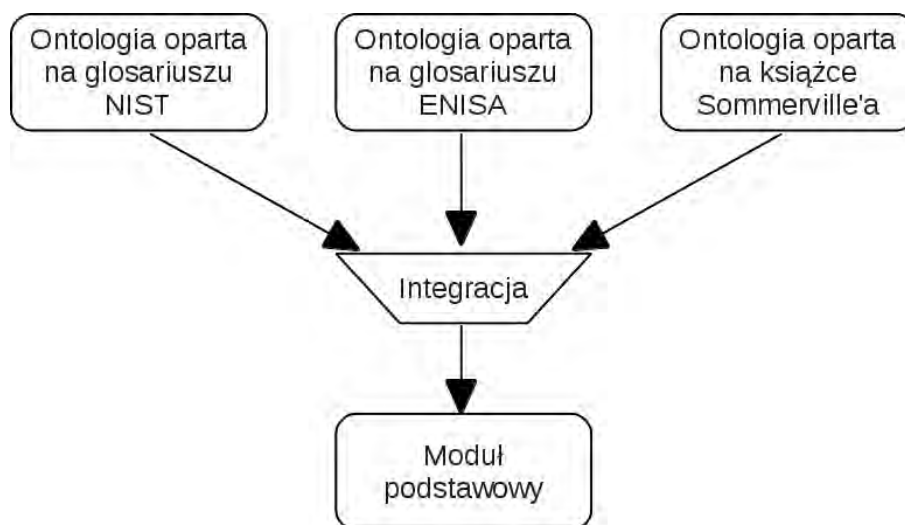 Ontologia oparta
na glosariuszu
NIST
Ontologia oparta
na glosariuszu
ENISA
Ontologia oparta
na książce
Sommerville'a
Integracja
Moduł
podstawowy